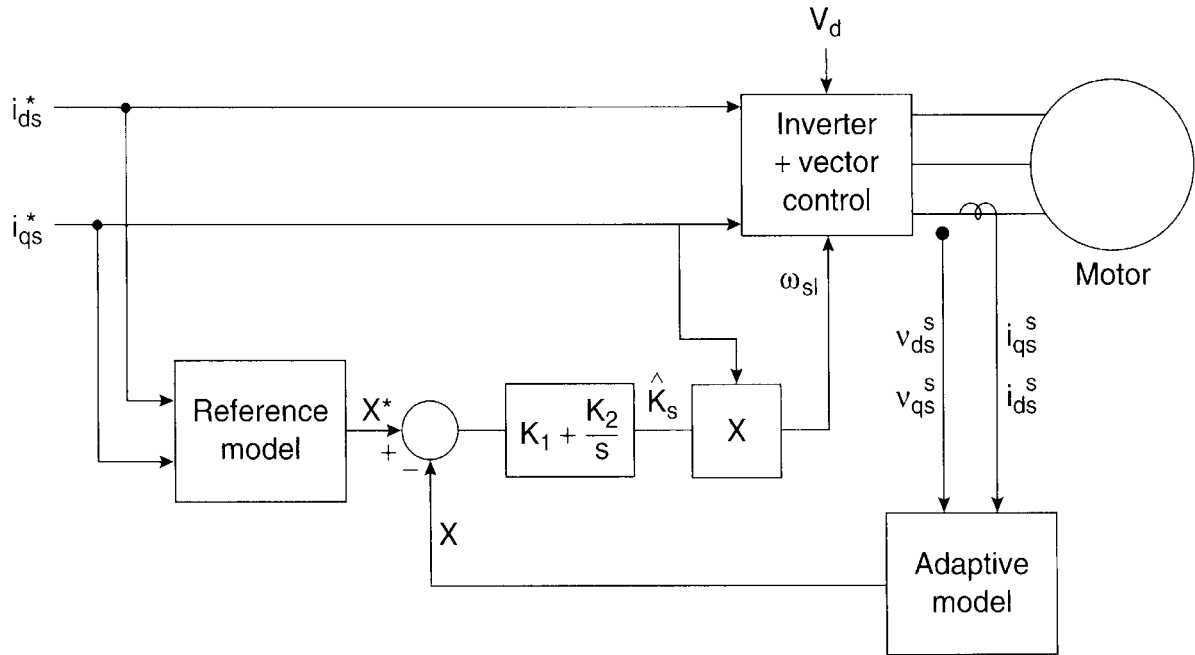 V_d
i_ds^*
Inverter
+ vector
control
i_qs^*
Motor
ω_sl
v_ds^s
i_qs^s
v_qs^s
i_ds^s
Reference
model
X*
+
−
K_1 + K_2/s
K̂_s
X
X
Adaptive
model